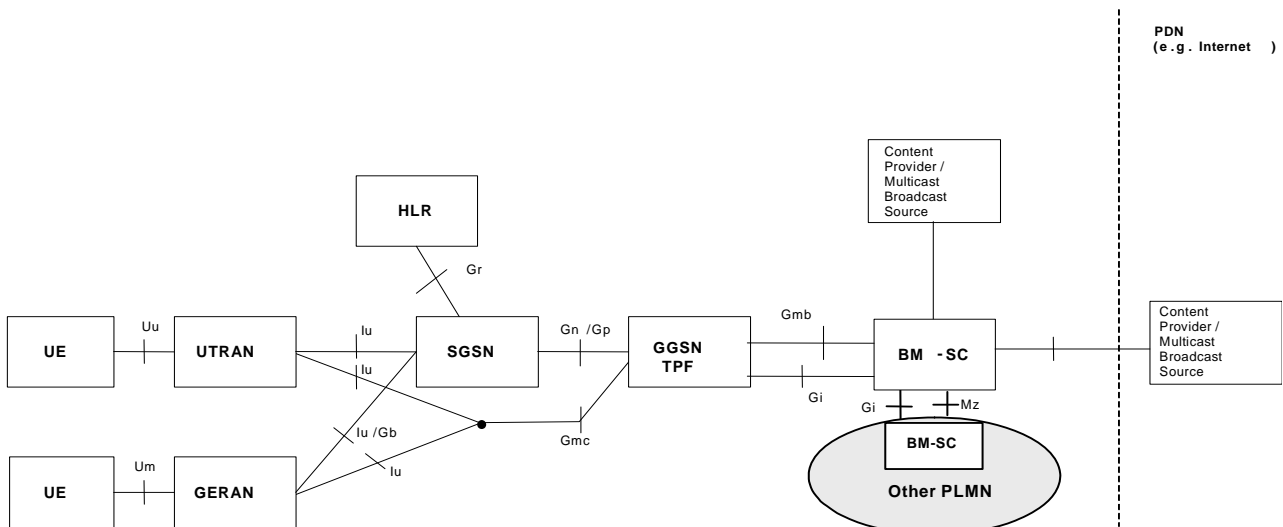 PDN
(e.g. Internet )
Content
Provider /
Multicast
Broadcast
Source
HLR
Gr
Uu
Iu
Iu
Gn /Gp
Gmb
Gi
UE
UTRAN
SGSN
GGSN
TPF
BM -SC
Content
Provider /
Multicast
Broadcast
Source
Gi
Mz
Iu /Gb
Iu
Gmc
BM-SC
Um
UE
GERAN
Other PLMN